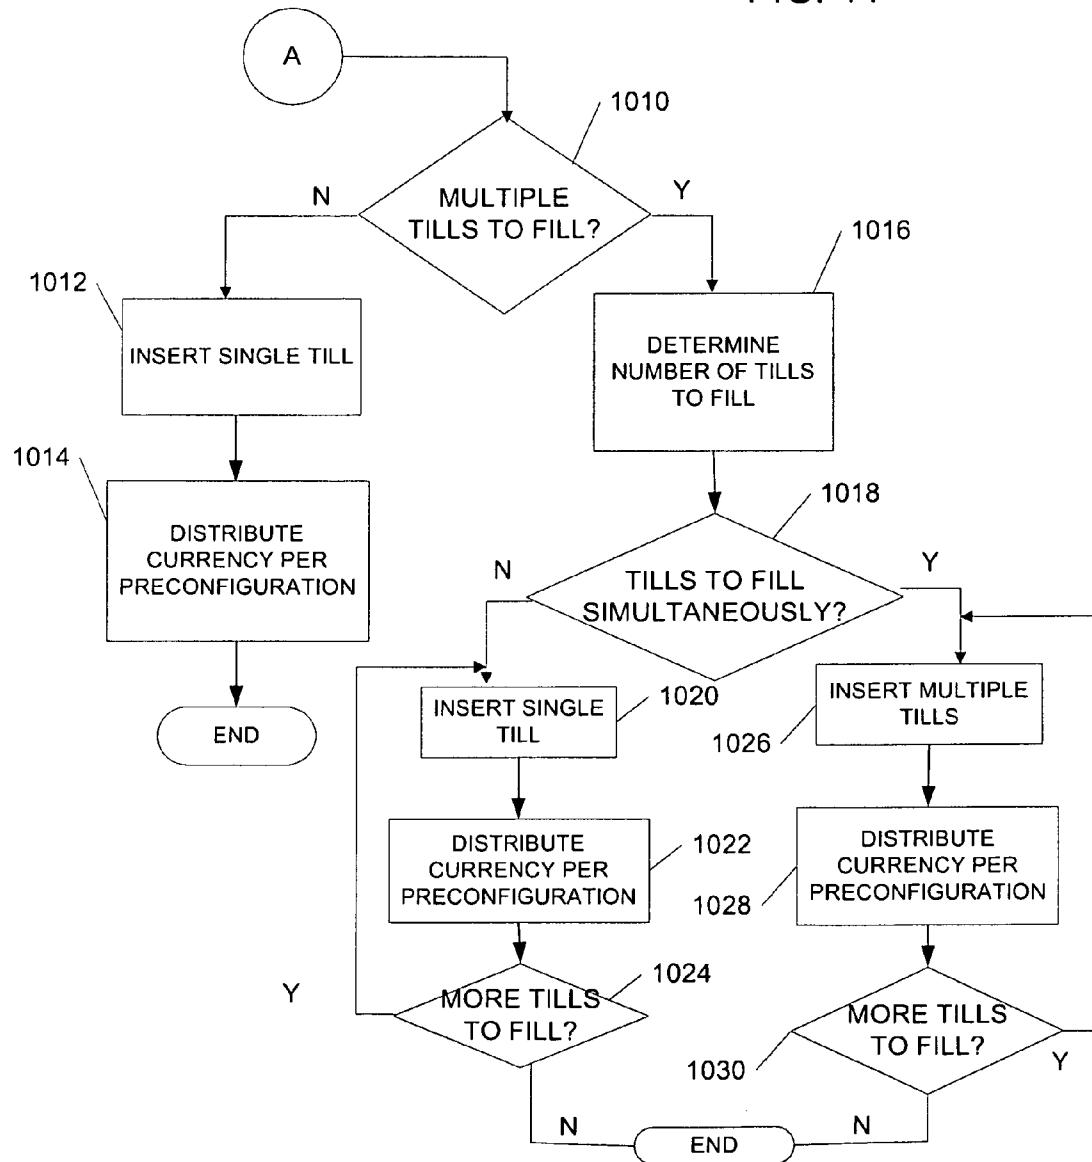 A
1010
MULTIPLE
TILLS TO FILL?
N
Y
1016
1012
INSERT SINGLE TILL
DETERMINE
NUMBER OF TILLS
TO FILL
1014
DISTRIBUTE
CURRENCY PER
PRECONFIGURATION
1018
TILLS TO FILL
SIMULTANEOUSLY?
N
Y
END
INSERT SINGLE
TILL
1020
INSERT MULTIPLE
TILLS
1026
DISTRIBUTE
CURRENCY PER
PRECONFIGURATION
1022
DISTRIBUTE
CURRENCY PER
PRECONFIGURATION
1028
Y
MORE TILLS
TO FILL?
1024
MORE TILLS
TO FILL?
1030
Y
N
END
N